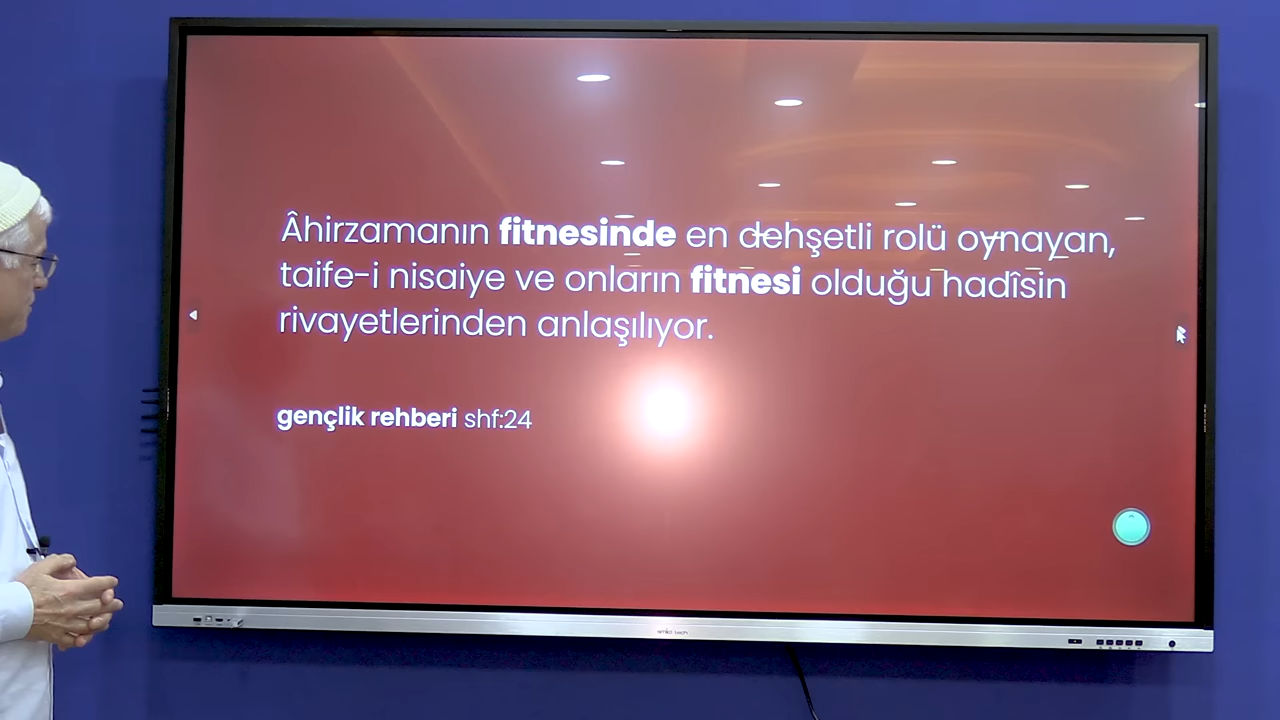 Âhirzamanın fitnesinde en dehşetli rolü oynayan,
taife-i nisaiye ve onların fitnesi olduğu hadîsin
rivayetlerinden anlaşılıyor.
gençlik rehberi shf:24